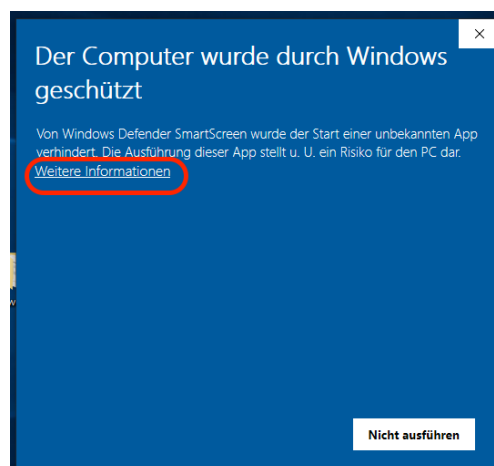 Der Computer wurde durch Windows
geschützt
Von Windows Defender SmartScreen wurde der Start einer unbekannten App
verhindert. Die Ausführung dieser App stellt u. U. ein Risiko für den PC dar.
Weitere Informationen
Nicht ausführen